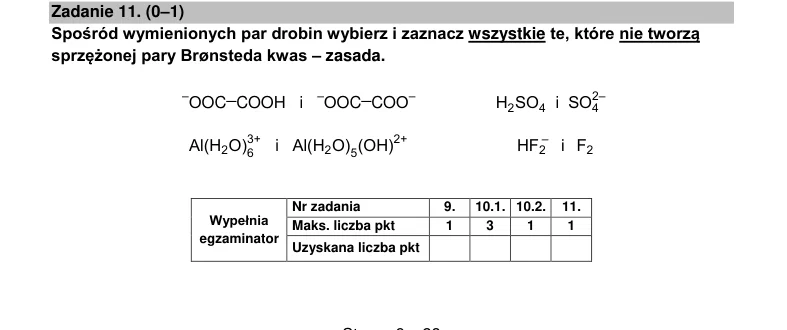 Zadanie 11. (0–1)
Spośród wymienionych par drobin wybierz i zaznacz wszystkie te, które nie tworzą
sprzężonej pary Brønsteda kwas – zasada.
⁻OOC–COOH i ⁻OOC–COO⁻ H₂SO₄ i SO₄²⁻
Al(H₂O)₆³⁺ i Al(H₂O)₅(OH)²⁺ HF₂⁻ i F₂
Wypełnia egzaminator
Nr zadania 9. 10.1. 10.2. 11.
Maks. liczba pkt 1 3 1 1
Uzyskana liczba pkt